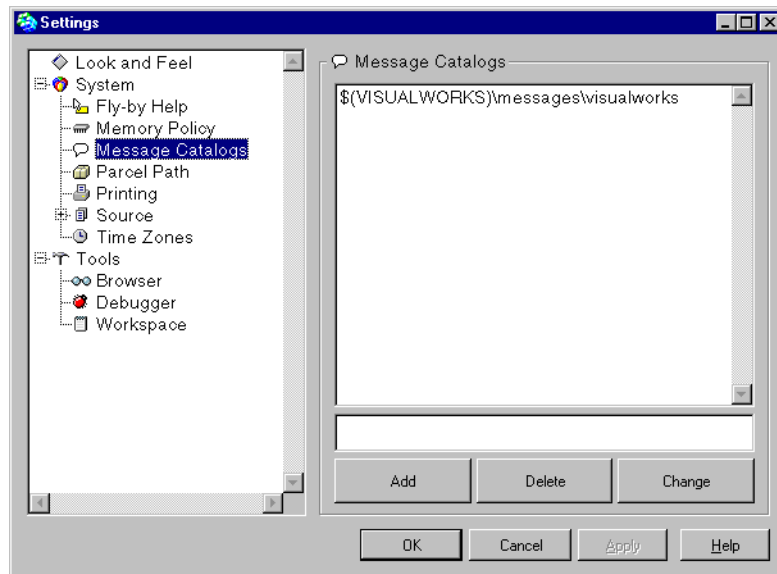 Settings
Look and Feel
System
Fly-by Help
Memory Policy
Message Catalogs
Parcel Path
Printing
Source
Time Zones
Tools
Browser
Debugger
Workspace
Message Catalogs
$(VISUALWORKS)\messages\visualworks
Add Delete Change
OK Cancel Apply Help